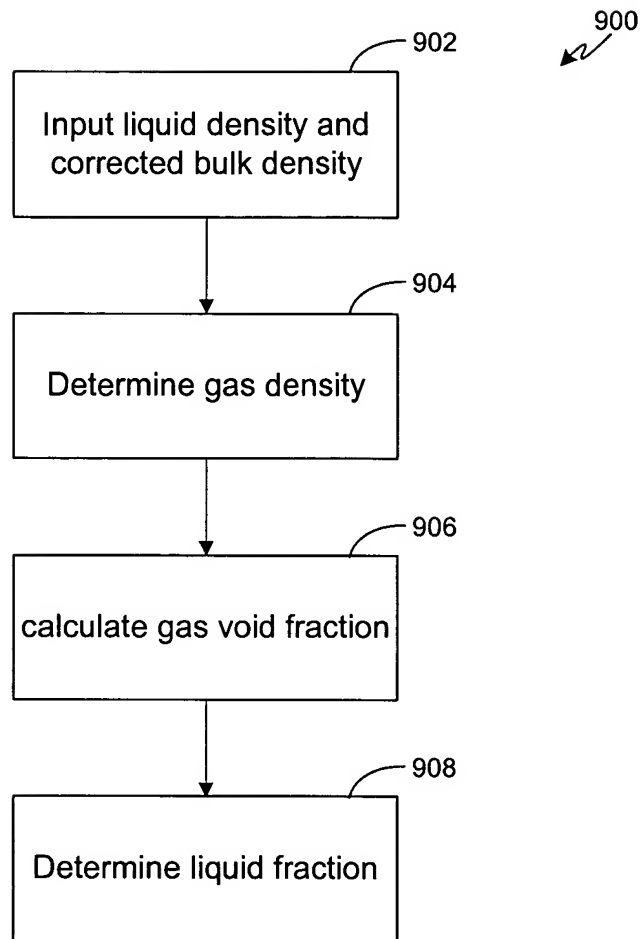 900
902
Input liquid density and
corrected bulk density
904
Determine gas density
906
calculate gas void fraction
908
Determine liquid fraction